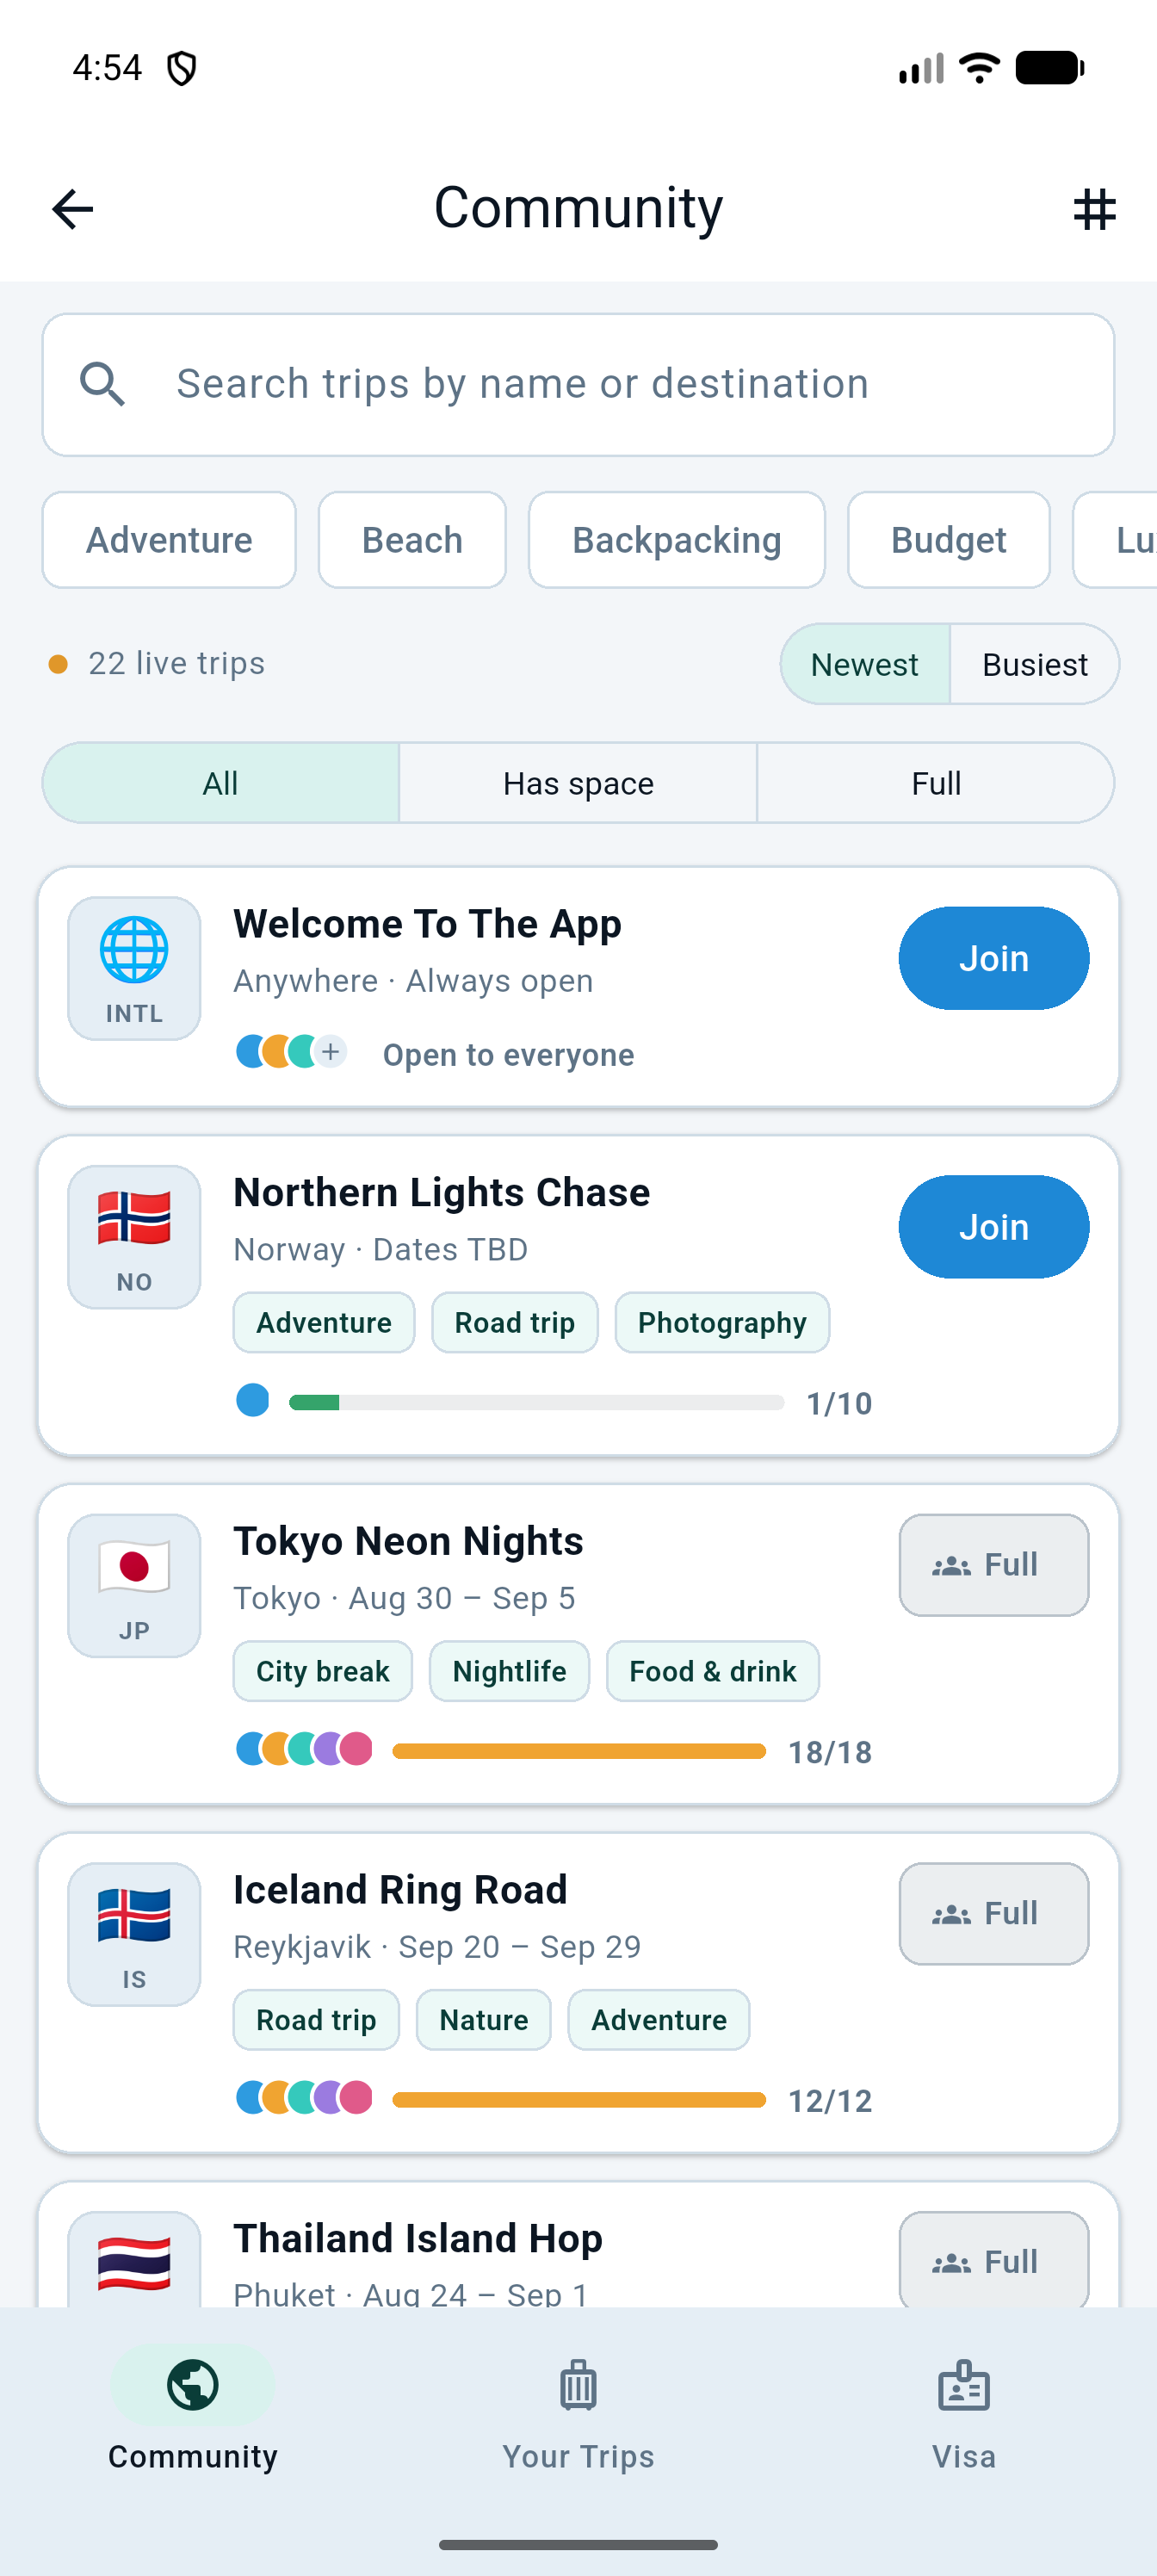 4:54
Community
Search trips by name or destination
Adventure
Beach
Backpacking
Budget
22 live trips
Newest
Busiest
All
Has space
Full
Welcome To The App
Anywhere · Always open
INTL
+
Open to everyone
Join
Northern Lights Chase
Norway · Dates TBD
NO
Adventure
Road trip
Photography
1/10
Join
Tokyo Neon Nights
Tokyo · Aug 30 – Sep 5
JP
City break
Nightlife
Food & drink
18/18
Full
Iceland Ring Road
Reykjavik · Sep 20 – Sep 29
IS
Road trip
Nature
Adventure
12/12
Full
Thailand Island Hop
Phuket · Aug 24 – Sep 1
Full
Community
Your Trips
Visa